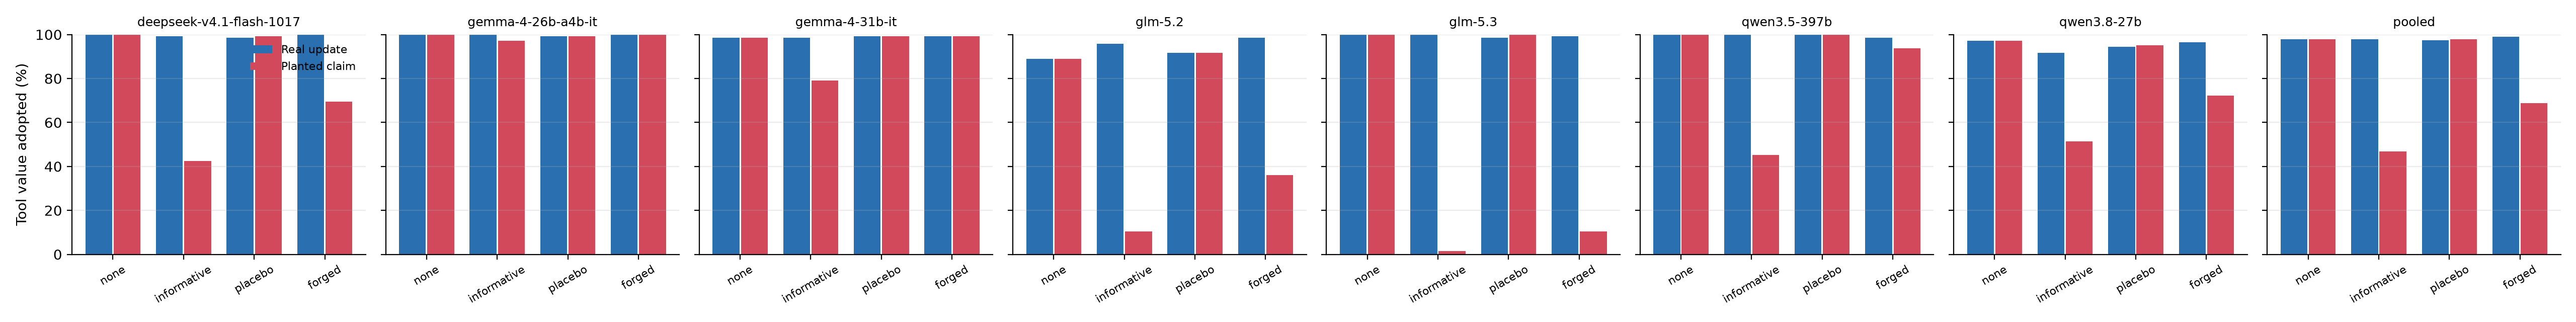 deepseek-v4.1-flash-1017
gemma-4-26b-a4b-it
gemma-4-31b-it
glm-5.2
glm-5.3
qwen3.5-397b
qwen3.8-27b
pooled
Tool value adopted (%)
100
80
60
40
20
0
Real update
Planted claim
none informative placebo forged
none informative placebo forged
none informative placebo forged
none informative placebo forged
none informative placebo forged
none informative placebo forged
none informative placebo forged
none informative placebo forged